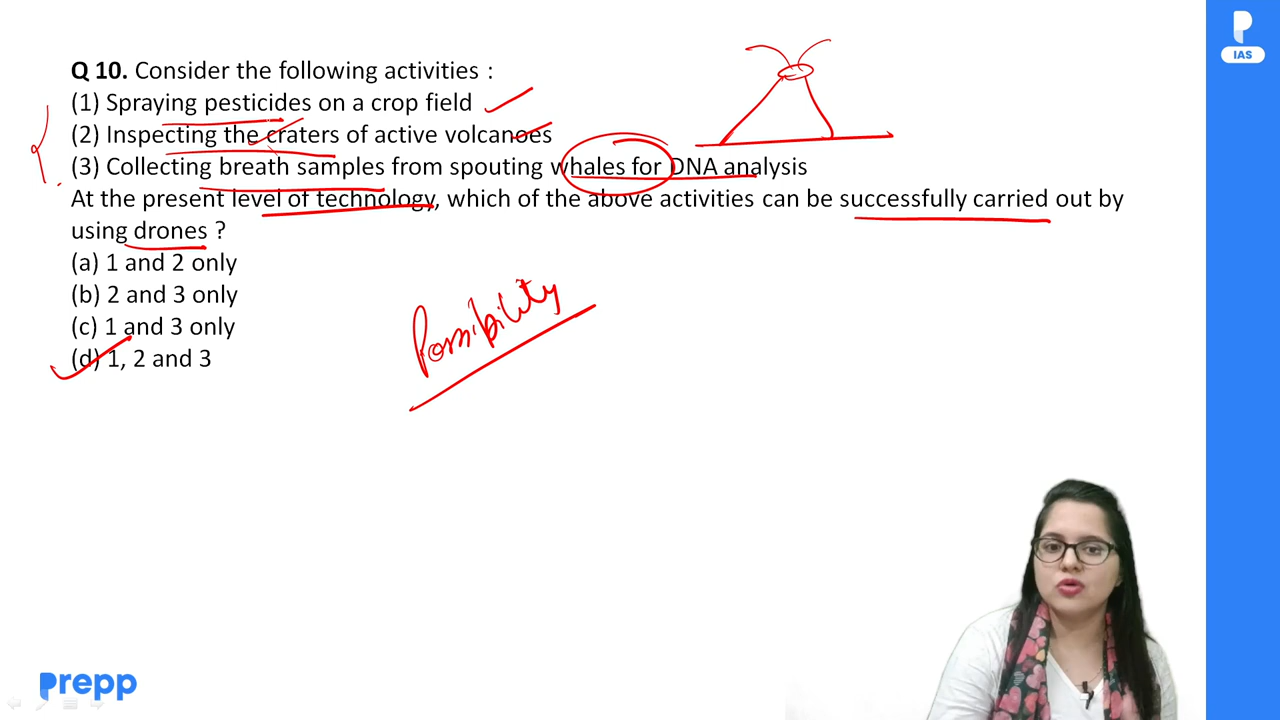 IAS
Q 10. Consider the following activities :
(1) Spraying pesticides on a crop field
(2) Inspecting the craters of active volcanoes
(3) Collecting breath samples from spouting whales for DNA analysis
At the present level of technology, which of the above activities can be successfully carried out by
using drones ?
(a) 1 and 2 only
(b) 2 and 3 only
(c) 1 and 3 only
(d) 1, 2 and 3
Possibility
prepp